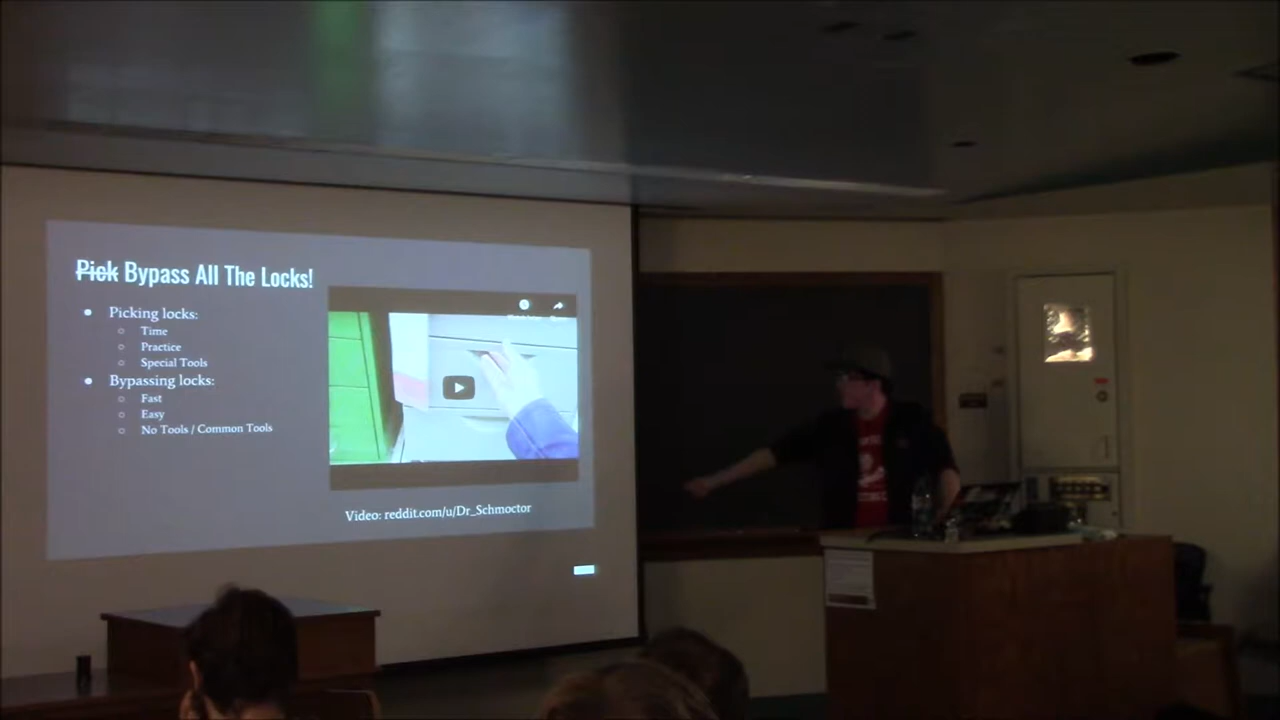 Pick Bypass All The Locks!
Picking locks:
Time
Practice
Special Tools
Bypassing locks:
Fast
Easy
No Tools / Common Tools
Video: reddit.com/u/Dr_Schmoctor